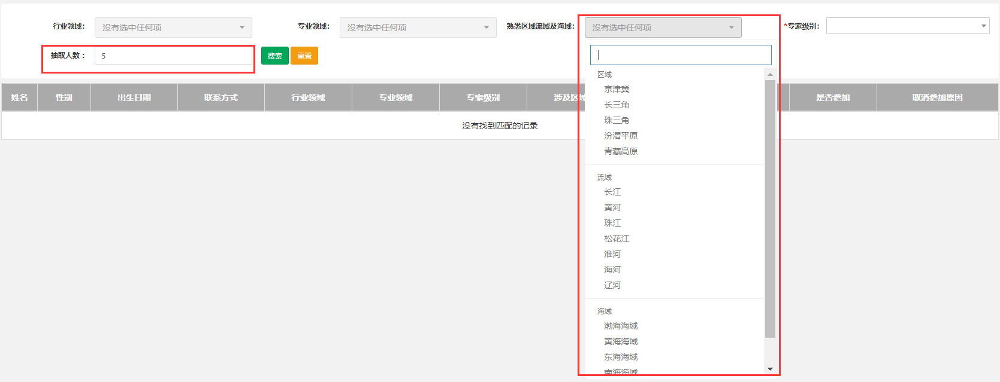 行业领域：
没有选中任何项
专业领域：
没有选中任何项
熟悉区域流域及海域：
没有选中任何项
*专家级别：
抽取人数：
5
搜索
重置
姓名
性别
出生日期
联系方式
行业领域
专业领域
专家级别
涉及区域
是否参加
取消参加原因
没有找到匹配的记录
区域
京津冀
长三角
珠三角
汾渭平原
青藏高原
流域
长江
黄河
珠江
松花江
淮河
海河
辽河
海域
渤海海域
黄海海域
东海海域
南海海域